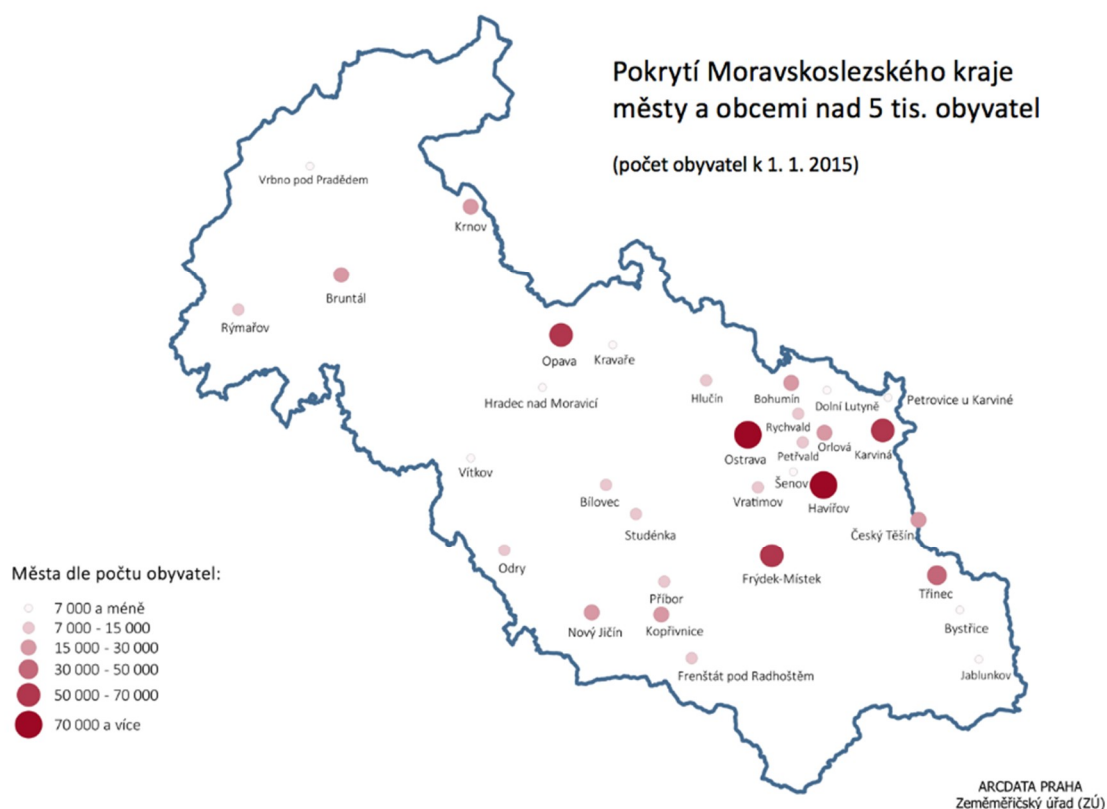 Pokrytí Moravskoslezského kraje
městy a obcemi nad 5 tis. obyvatel
(počet obyvatel k 1. 1. 2015)
Vrbno pod Pradědem
Krnov
Bruntál
Rýmařov
Opava
Kravaře
Hradec nad Moravicí
Hlučín
Bohumín
Dolní Lutyně
Petrovice u Karviné
Rychvald
Ostrava
Petřvald
Orlová
Karviná
Vítkov
Šenov
Bílovec
Vratimov
Havířov
Studénka
Český Těšín
Odry
Frýdek-Místek
Třinec
Příbor
Nový Jičín
Kopřivnice
Bystřice
Frenštát pod Radhoštěm
Jablunkov
Města dle počtu obyvatel:
7 000 a méně
7 000 - 15 000
15 000 - 30 000
30 000 - 50 000
50 000 - 70 000
70 000 a více
ARCDATA PRAHA
Zeměměřičský úřad (ZÚ)